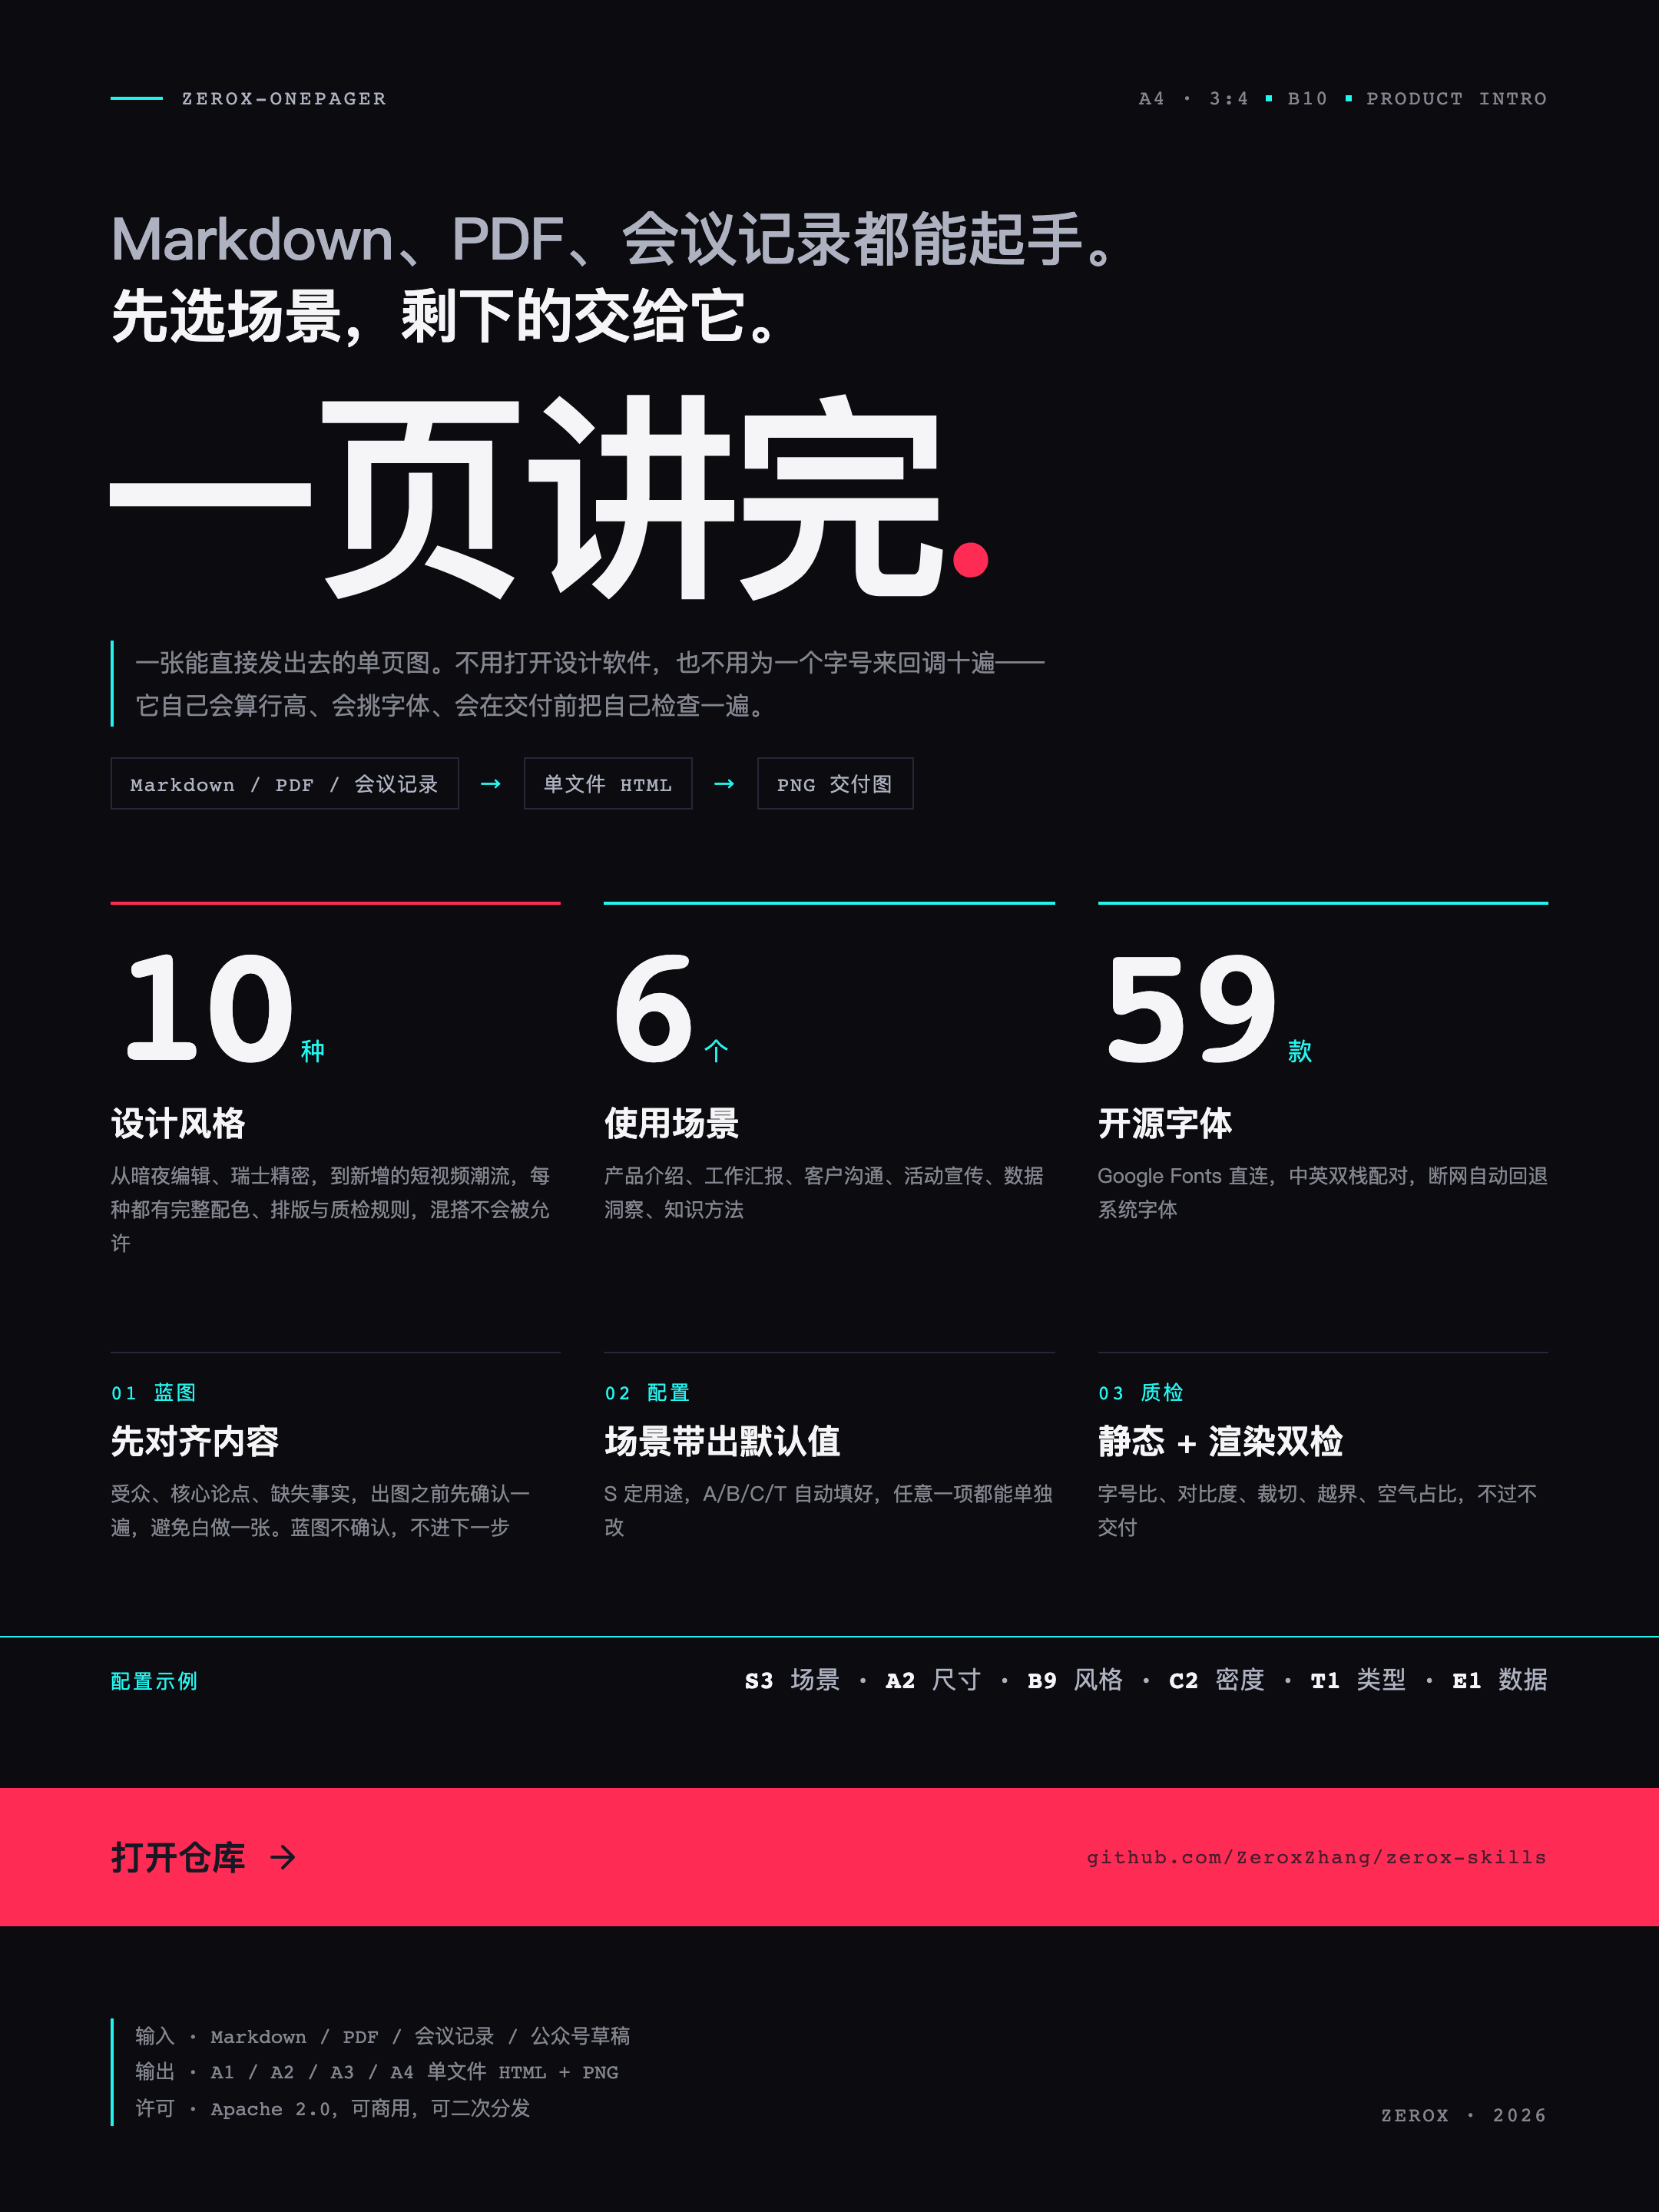 ZEROX-ONEPAGER
A4 · 3:4 ▪ B10 ▪ PRODUCT INTRO
Markdown、PDF、会议记录都能起手。
先选场景，剩下的交给它。
一页讲完.
一张能直接发出去的单页图。不用打开设计软件，也不用为一个字号来回调十遍——
它自己会算行高、会挑字体、会在交付前把自己检查一遍。
Markdown / PDF / 会议记录 → 单文件 HTML → PNG 交付图
10种
设计风格
从暗夜编辑、瑞士精密，到新增的短视频潮流，每
种都有完整配色、排版与质检规则，混搭不会被允
许
6个
使用场景
产品介绍、工作汇报、客户沟通、活动宣传、数据
洞察、知识方法
59款
开源字体
Google Fonts 直连，中英双栈配对，断网自动回退
系统字体
01 蓝图
先对齐内容
受众、核心论点、缺失事实，出图之前先确认一
遍，避免白做一张。蓝图不确认，不进下一步
02 配置
场景带出默认值
S 定用途，A/B/C/T 自动填好，任意一项都能单独
改
03 质检
静态 + 渲染双检
字号比、对比度、裁切、越界、空气占比，不过不
交付
配置示例
S3 场景 · A2 尺寸 · B9 风格 · C2 密度 · T1 类型 · E1 数据
打开仓库 →
github.com/ZeroxZhang/zerox-skills
输入 · Markdown / PDF / 会议记录 / 公众号草稿
输出 · A1 / A2 / A3 / A4 单文件 HTML + PNG
许可 · Apache 2.0，可商用，可二次分发
ZEROX · 2026